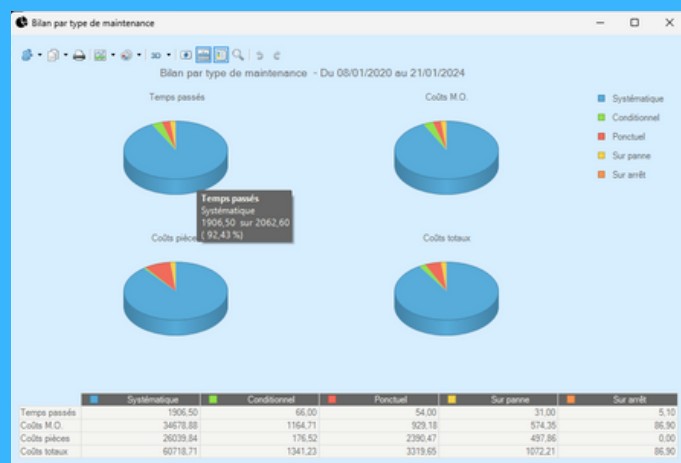 Bilan par type de maintenance
3D
Bilan par type de maintenance - Du 08/01/2020 au 21/01/2024
Temps passés
Coûts M.O.
Systématique
Conditionnel
Ponctuel
Sur panne
Sur arrêt
Temps passés
Systématique
1906,50 sur 2062,60
( 92,43 %)
Coûts pièces
Coûts totaux
Systématique Conditionnel Ponctuel Sur panne Sur arrêt
Temps passés 1906,50 66,00 54,00 31,00 5,10
Coûts M.O. 34678,88 1164,71 929,18 574,35 86,90
Coûts pièces 26039,84 176,52 2390,47 497,86 0,00
Coûts totaux 60718,71 1341,23 3319,65 1072,21 86,90